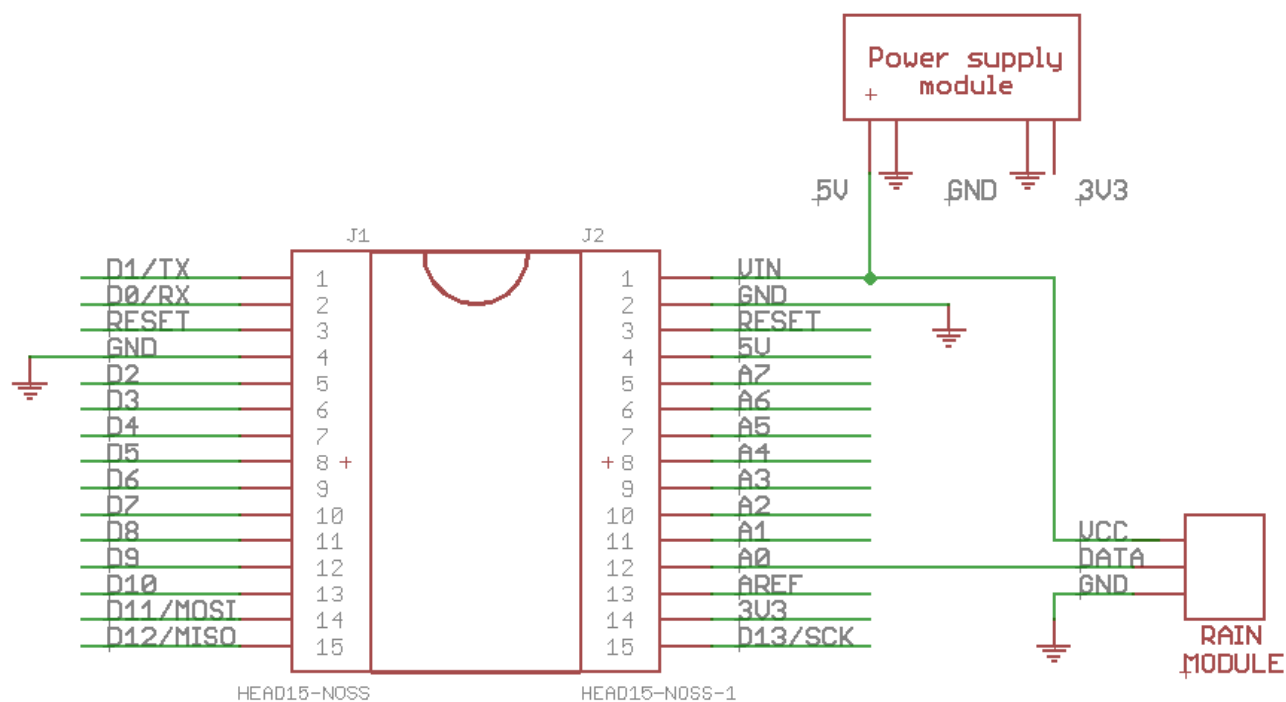 Power supply
module
5V
GND
3V3
J1
J2
D1/TX
1
1
VIN
D0/RX
2
2
GND
RESET
3
3
RESET
GND
4
4
5V
D2
5
5
A7
D3
6
6
A6
D4
7
7
A5
D5
8
8
A4
D6
9
9
A3
D7
10
10
A2
D8
11
11
A1
VCC
D9
12
12
A0
DATA
D10
13
13
AREF
GND
D11/MOSI
14
14
3V3
D12/MISO
15
15
D13/SCK
RAIN
MODULE
HEAD15-NOSS
HEAD15-NOSS-1